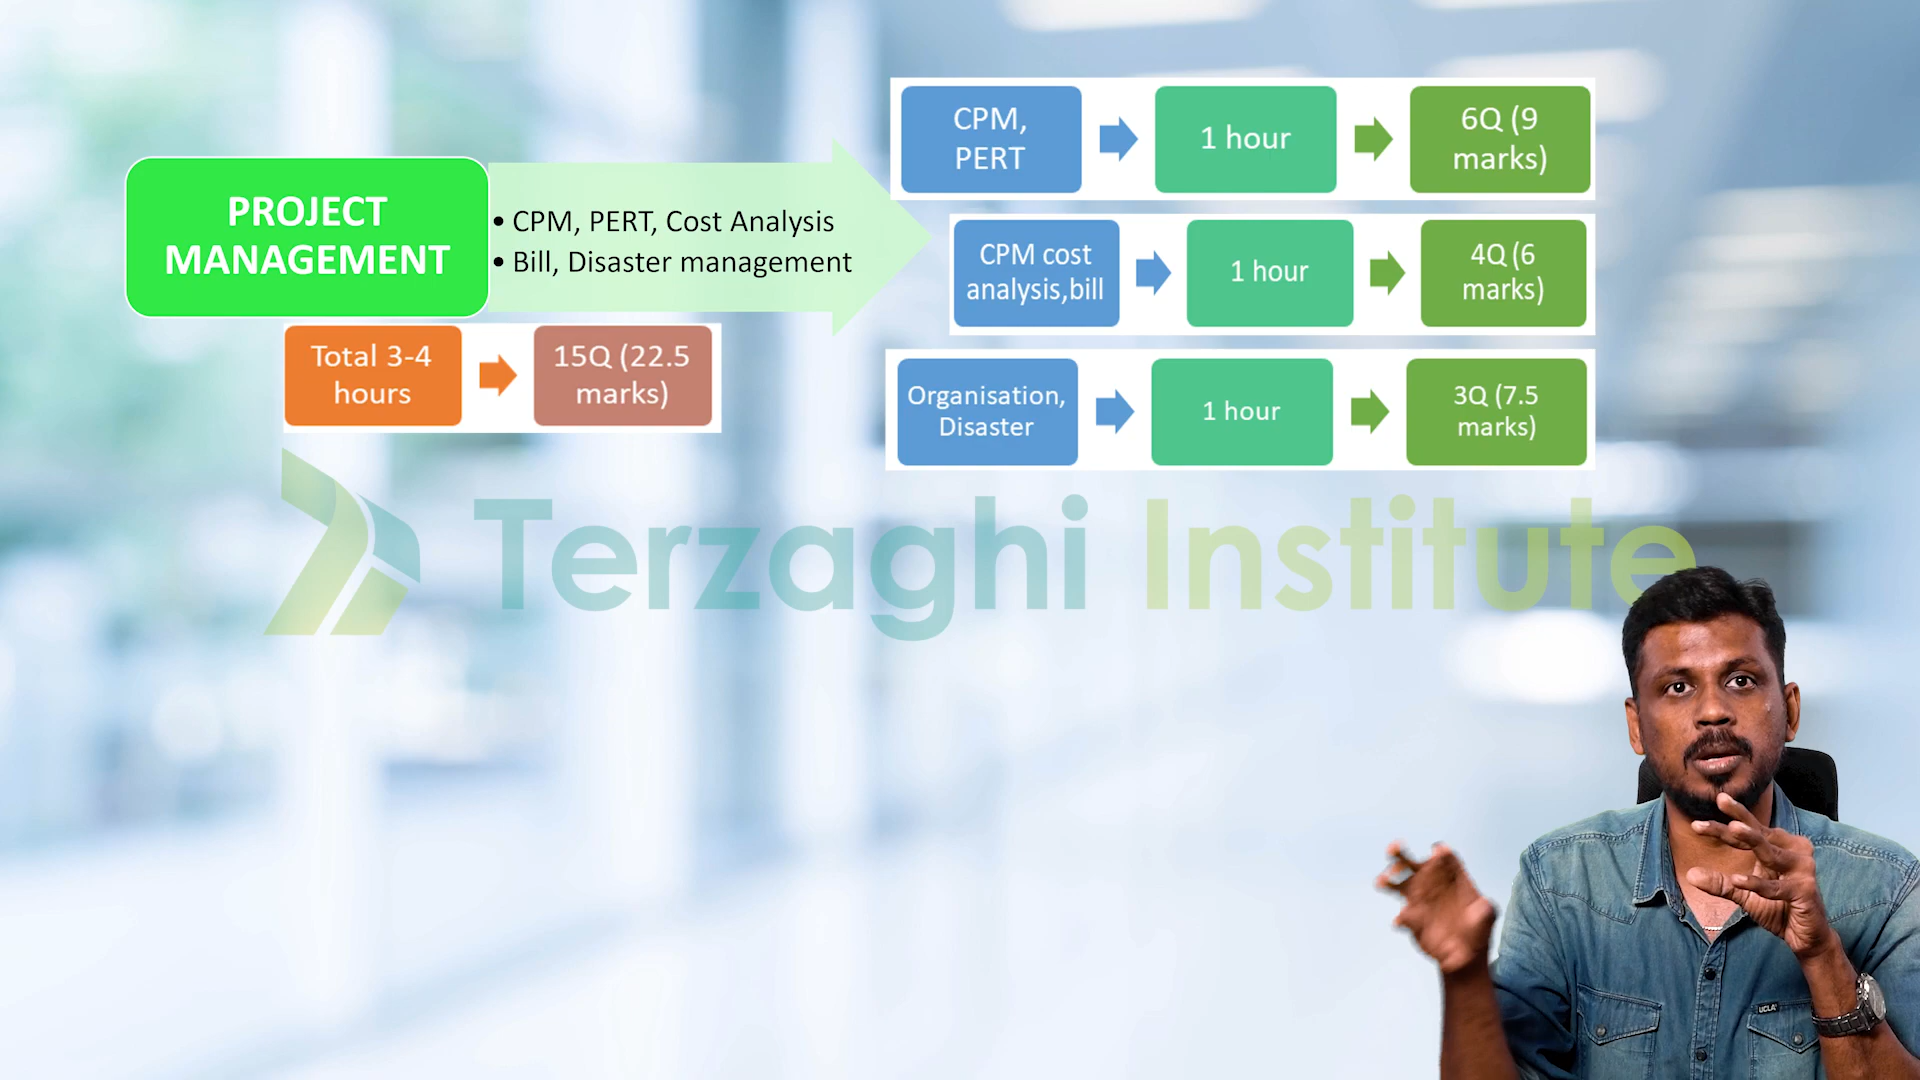 PROJECT
MANAGEMENT
• CPM, PERT, Cost Analysis
• Bill, Disaster management
Total 3-4
hours
15Q (22.5
marks)
CPM,
PERT
1 hour
6Q (9
marks)
CPM cost
analysis,bill
1 hour
4Q (6
marks)
Organisation,
Disaster
1 hour
3Q (7.5
marks)
Terzaghi Institute
UCLA